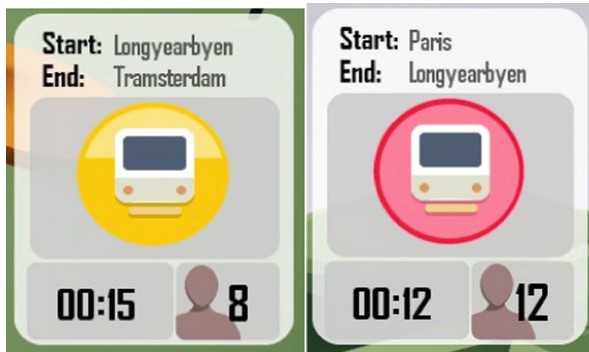 Start: Longyearbyen
End: Tramsterdam
00:15
8
Start: Paris
End: Longyearbyen
00:12
12